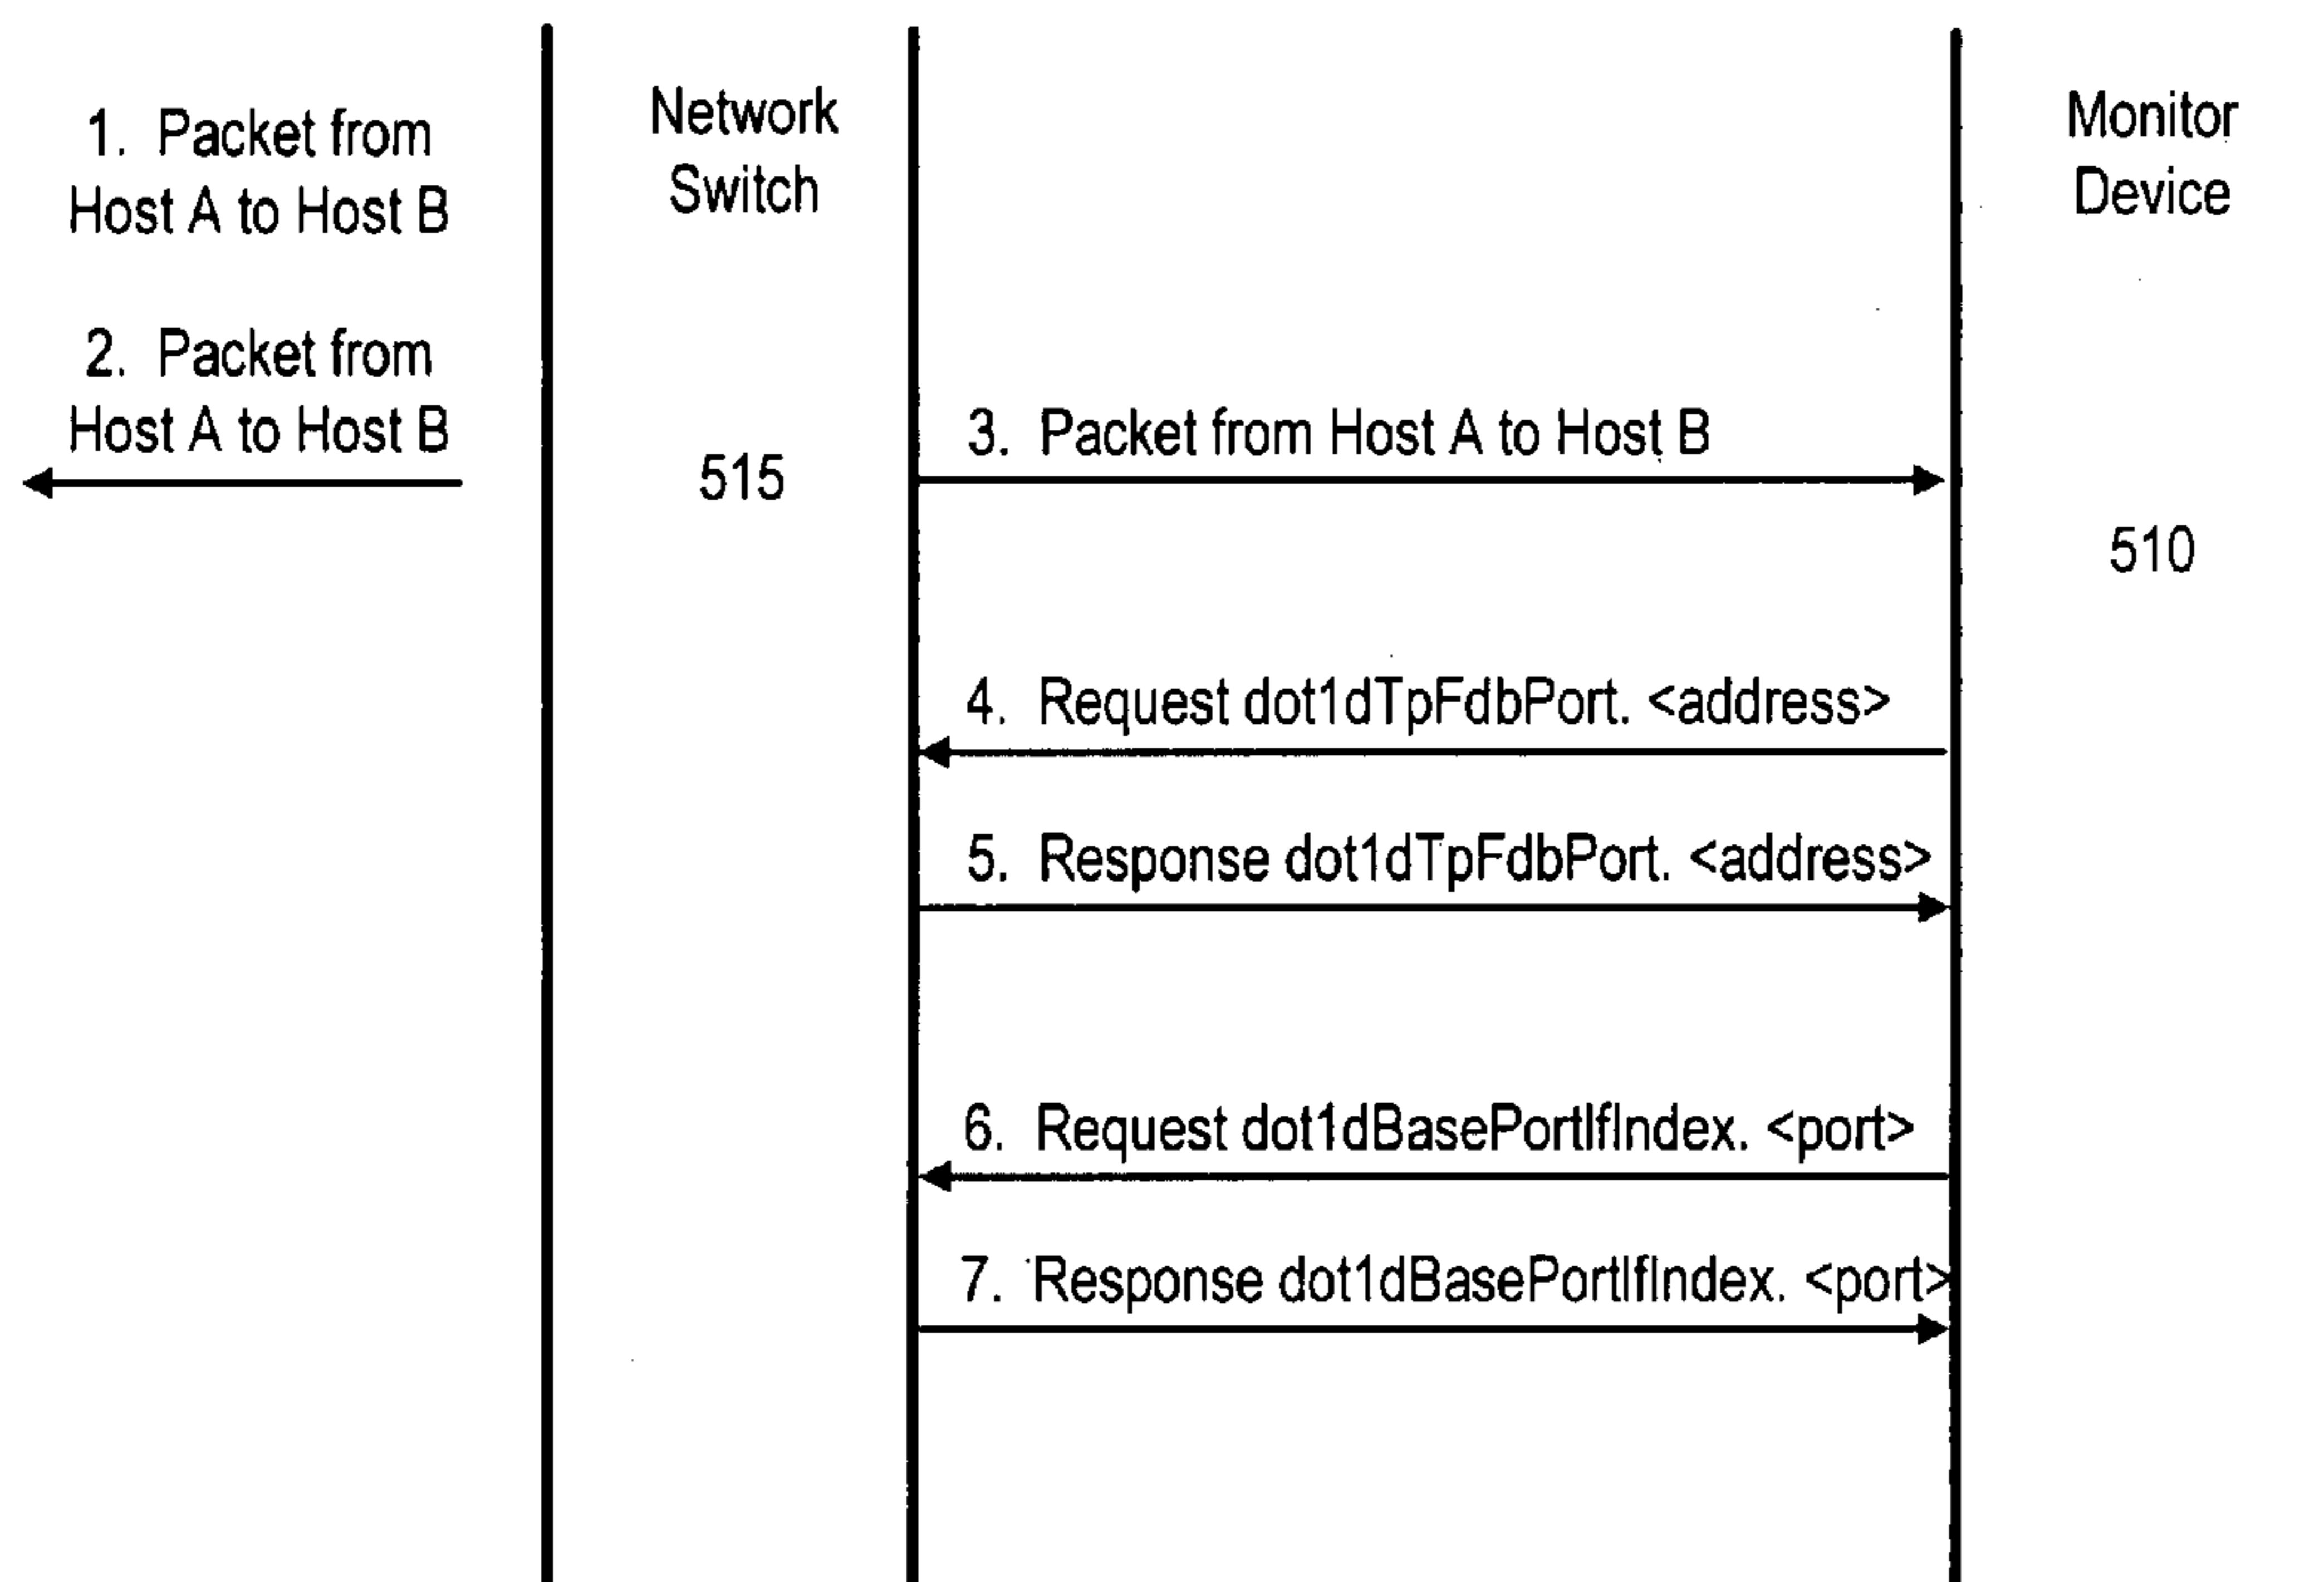 1. Packet from
Host A to Host B
2. Packet from
Host A to Host B
Network
Switch
515
3. Packet from Host A to Host B
4. Request dot1dTpFdbPort. <address>
5. Response dot1dTpFdbPort. <address>
6. Request dot1dBasePortIfIndex. <port>
7. Response dot1dBasePortIfIndex. <port>
Monitor
Device
510